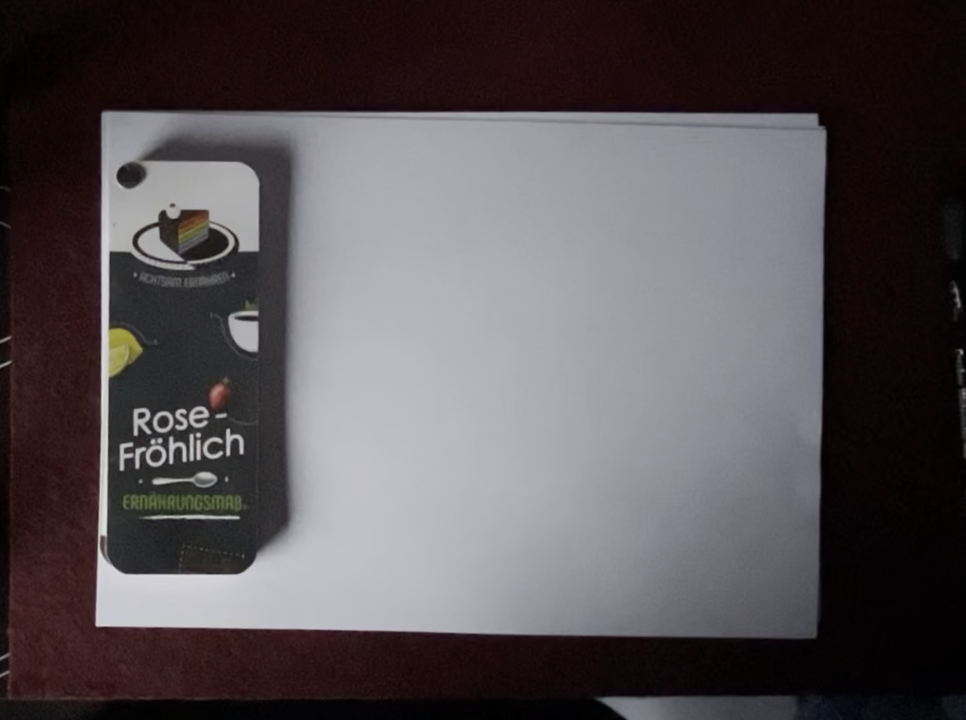 • ACHTSAM ERNÄHREN •
Rose-
Fröhlich
ERNÄHRUNGSMAß®